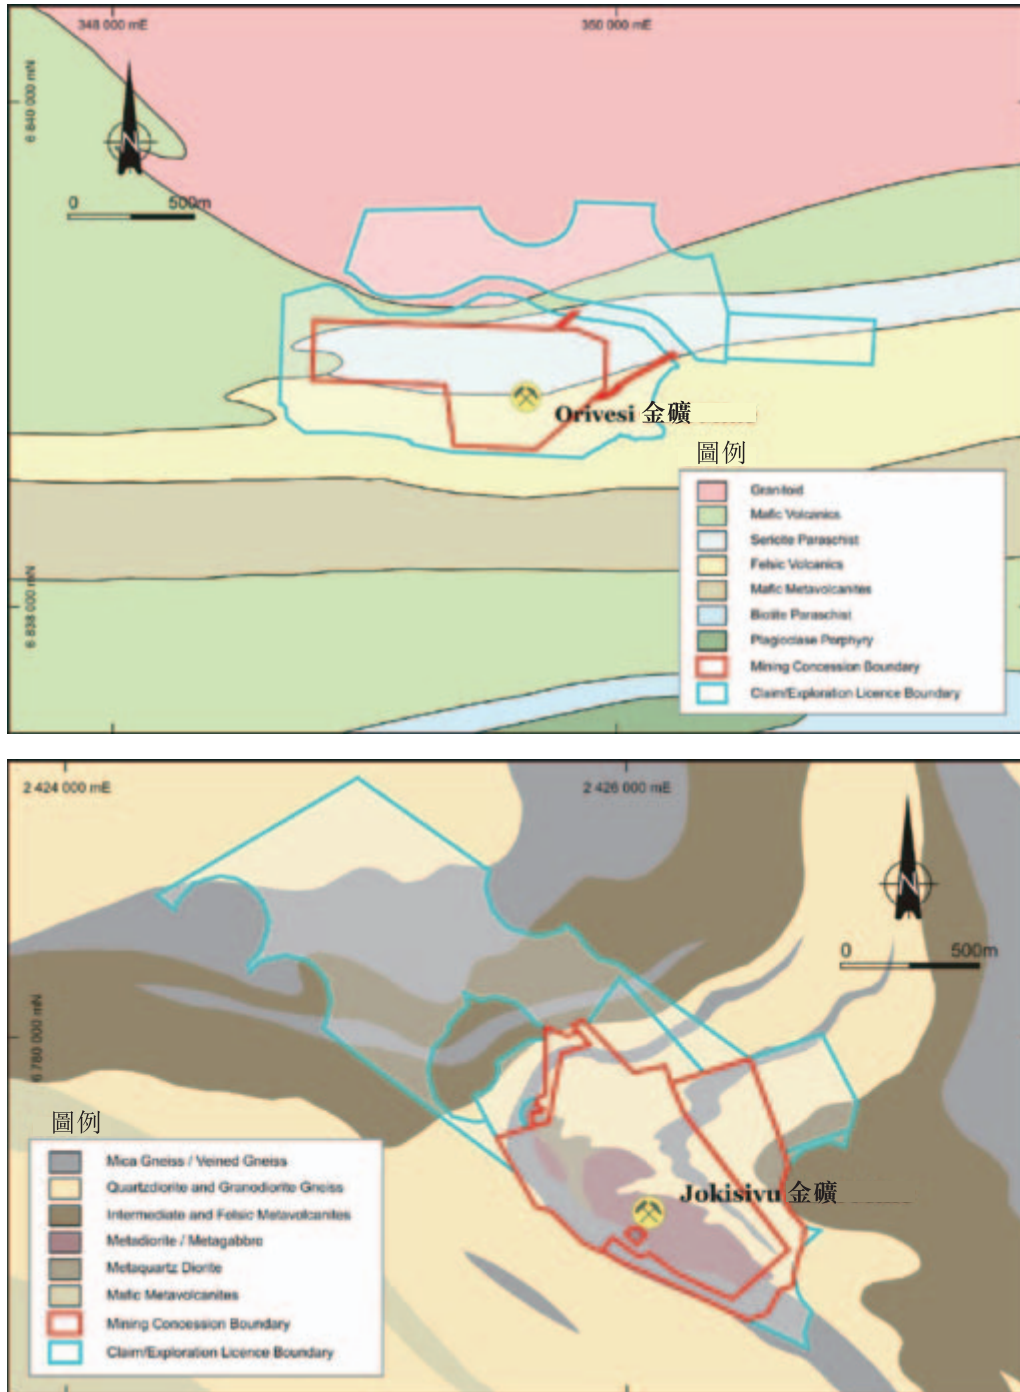 348 000 mE
350 000 mE
6 840 000 mN
N
0 500m
Orivesi 金礦
圖例
Granitoid
Mafic Volcanics
Sericite Paraschist
Felsic Volcanics
Mafic Metavolcanites
Biotite Paraschist
Plagioclase Porphyry
Mining Concession Boundary
Claim/Exploration Licence Boundary
6 838 000 mN
2 424 000 mE
2 426 000 mE
N
0 500m
6 780 000 mN
圖例
Mica Gneiss / Veined Gneiss
Quartzdiorite and Granodiorite Gneiss
Intermediate and Felsic Metavolcanites
Metadiorite / Metagabbro
Metaquartz Diorite
Mafic Metavolcanites
Mining Concession Boundary
Claim/Exploration Licence Boundary
Jokisivu 金礦